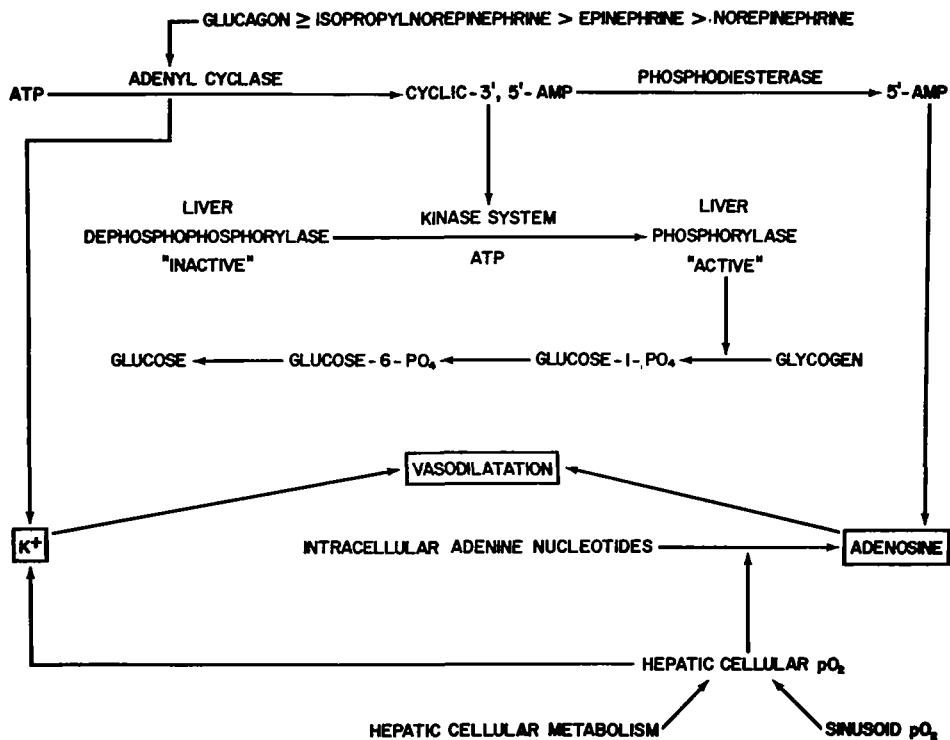 GLUCAGON ≥ ISOPROPYLNOREPINEPHRINE > EPINEPHRINE > NOREPINEPHRINE
ADENYL CYCLASE
PHOSPHODIESTERASE
ATP
CYCLIC-3', 5'-AMP
5'-AMP
LIVER
DEPHOSPHOPHOSPHORYLASE
"INACTIVE"
KINASE SYSTEM
ATP
LIVER
PHOSPHORYLASE
"ACTIVE"
GLUCOSE
GLUCOSE-6-PO₄
GLUCOSE-1-PO₄
GLYCOGEN
VASODILATATION
K+
INTRACELLULAR ADENINE NUCLEOTIDES
ADENOSINE
HEPATIC CELLULAR pO₂
HEPATIC CELLULAR METABOLISM
SINUSOID pO₂